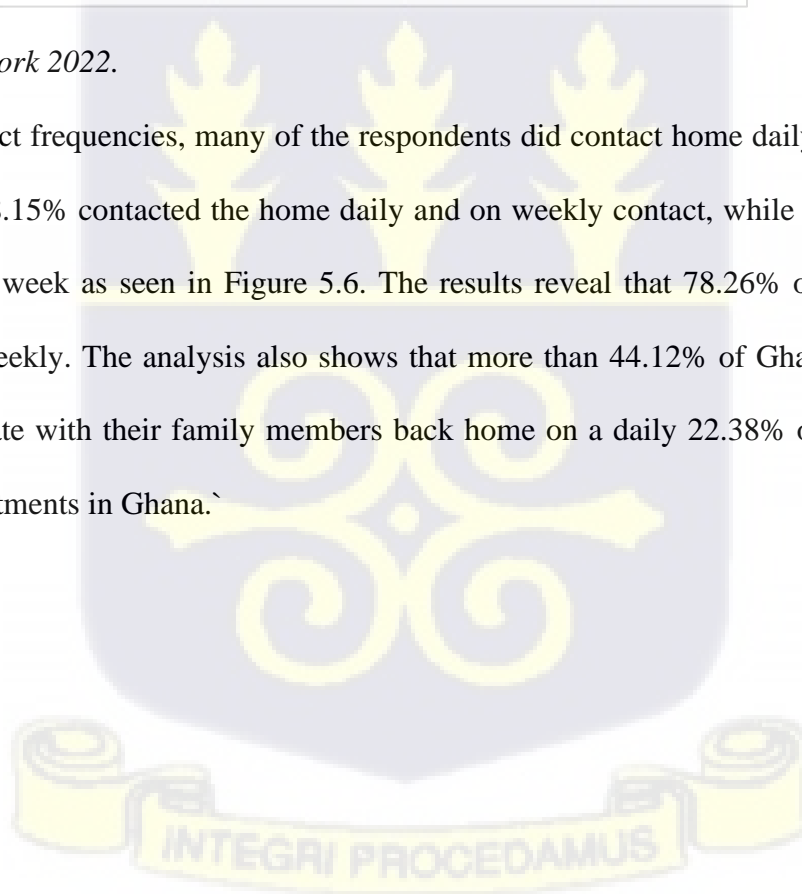 ork 2022.
ct frequencies, many of the respondents did contact home daily
.15% contacted the home daily and on weekly contact, while
week as seen in Figure 5.6. The results reveal that 78.26% o
eekly. The analysis also shows that more than 44.12% of Gha
ate with their family members back home on a daily 22.38% o
tments in Ghana.`
INTEGRI PROCEDAMUS